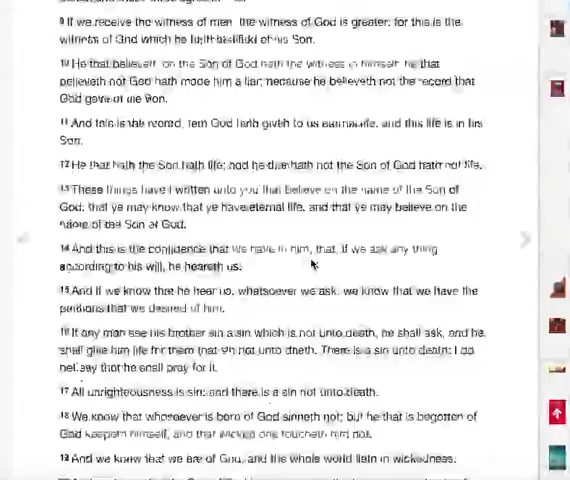 9 If we receive the witness of men, the witness of God is greater: for this is the
witness of God which he hath testified of his Son.
10 He that believeth on the Son of God hath the witness in himself: he that
believeth not God hath made him a liar; because he believeth not the record that
God gave of his Son.
11 And this is the record, God hath given to us eternal life, and this life is in his
Son.
12 He that hath the Son hath life; and he that hath not the Son of God hath not life.
13 These things have I written unto you that believe on the name of the Son of
God; that ye may know that ye have eternal life, and that ye may believe on the
name of the Son of God.
14 And this is the confidence that we have in him, that, if we ask any thing
according to his will, he heareth us:
15 And if we know that he hear us, whatsoever we ask, we know that we have the
petitions that we desired of him.
16 If any man see his brother sin a sin which is not unto death, he shall ask, and he
shall give him life for them that sin not unto death. There is a sin unto death: I do
not say that he shall pray for it.
17 All unrighteousness is sin: and there is a sin not unto death.
18 We know that whosoever is born of God sinneth not; but he that is begotten of
God keepeth himself, and that wicked one toucheth him not.
19 And we know that we are of God, and the whole world lieth in wickedness.